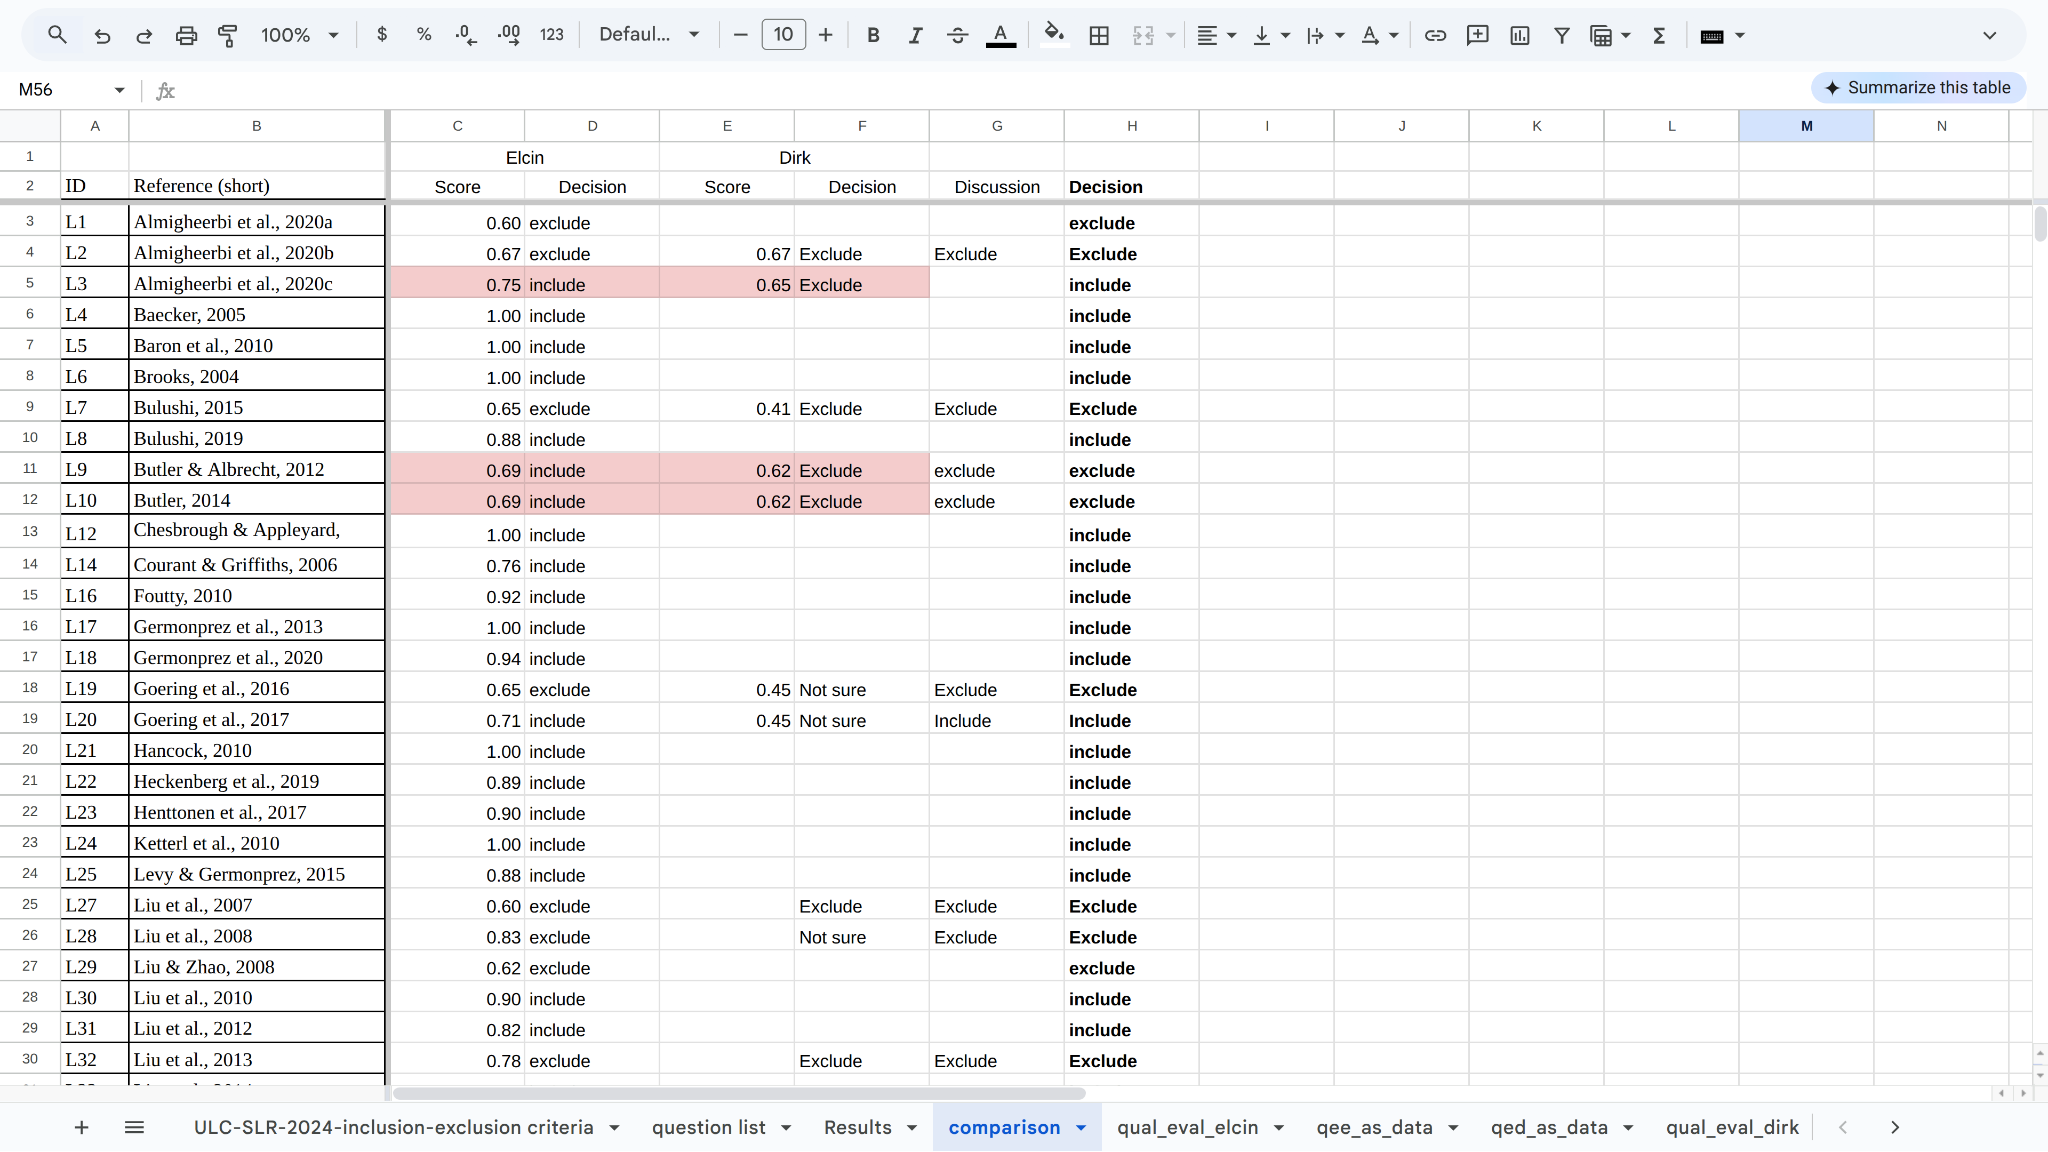 100% $ % .0 .00 123 Defaul... 10 B I A
M56 fx Summarize this table
A B C D E F G H I J K L M N
1 Elcin Dirk
2 ID Reference (short) Score Decision Score Decision Discussion Decision
3 L1 Almigheerbi et al., 2020a 0.60 exclude exclude
4 L2 Almigheerbi et al., 2020b 0.67 exclude 0.67 Exclude Exclude Exclude
5 L3 Almigheerbi et al., 2020c 0.75 include 0.65 Exclude include
6 L4 Baecker, 2005 1.00 include include
7 L5 Baron et al., 2010 1.00 include include
8 L6 Brooks, 2004 1.00 include include
9 L7 Bulushi, 2015 0.65 exclude 0.41 Exclude Exclude Exclude
10 L8 Bulushi, 2019 0.88 include include
11 L9 Butler & Albrecht, 2012 0.69 include 0.62 Exclude exclude exclude
12 L10 Butler, 2014 0.69 include 0.62 Exclude exclude exclude
13 L12 Chesbrough & Appleyard, 1.00 include include
14 L14 Courant & Griffiths, 2006 0.76 include include
15 L16 Foutty, 2010 0.92 include include
16 L17 Germonprez et al., 2013 1.00 include include
17 L18 Germonprez et al., 2020 0.94 include include
18 L19 Goering et al., 2016 0.65 exclude 0.45 Not sure Exclude Exclude
19 L20 Goering et al., 2017 0.71 include 0.45 Not sure Include Include
20 L21 Hancock, 2010 1.00 include include
21 L22 Heckenberg et al., 2019 0.89 include include
22 L23 Henttonen et al., 2017 0.90 include include
23 L24 Ketterl et al., 2010 1.00 include include
24 L25 Levy & Germonprez, 2015 0.88 include include
25 L27 Liu et al., 2007 0.60 exclude Exclude Exclude Exclude
26 L28 Liu et al., 2008 0.83 exclude Not sure Exclude Exclude
27 L29 Liu & Zhao, 2008 0.62 exclude exclude
28 L30 Liu et al., 2010 0.90 include include
29 L31 Liu et al., 2012 0.82 include include
30 L32 Liu et al., 2013 0.78 exclude Exclude Exclude Exclude
ULC-SLR-2024-inclusion-exclusion criteria question list Results comparison qual_eval_elcin qee_as_data qed_as_data qual_eval_dirk